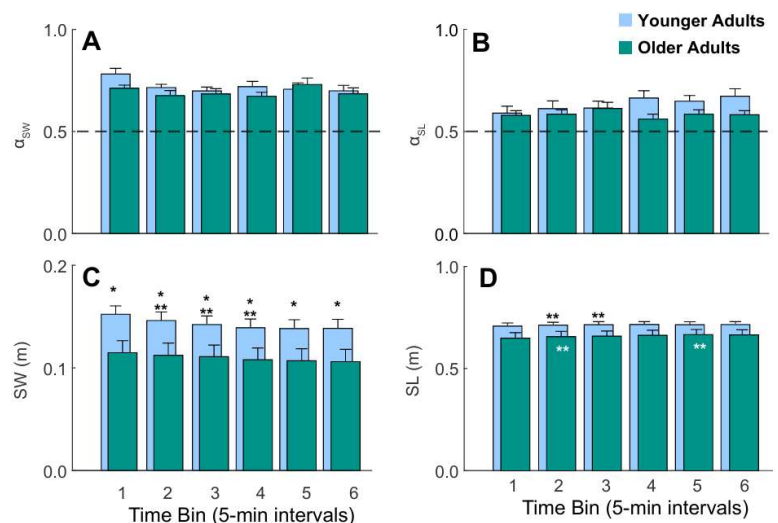 Younger Adults
Older Adults
A
1.0
0.5
0.0
α_SW
B
1.0
0.5
0.0
α_SL
C
0.2
0.1
0.0
SW (m)
* * * * * *
** ** **
1 2 3 4 5 6
Time Bin (5-min intervals)
D
1.0
0.5
0.0
SL (m)
** **
** **
1 2 3 4 5 6
Time Bin (5-min intervals)